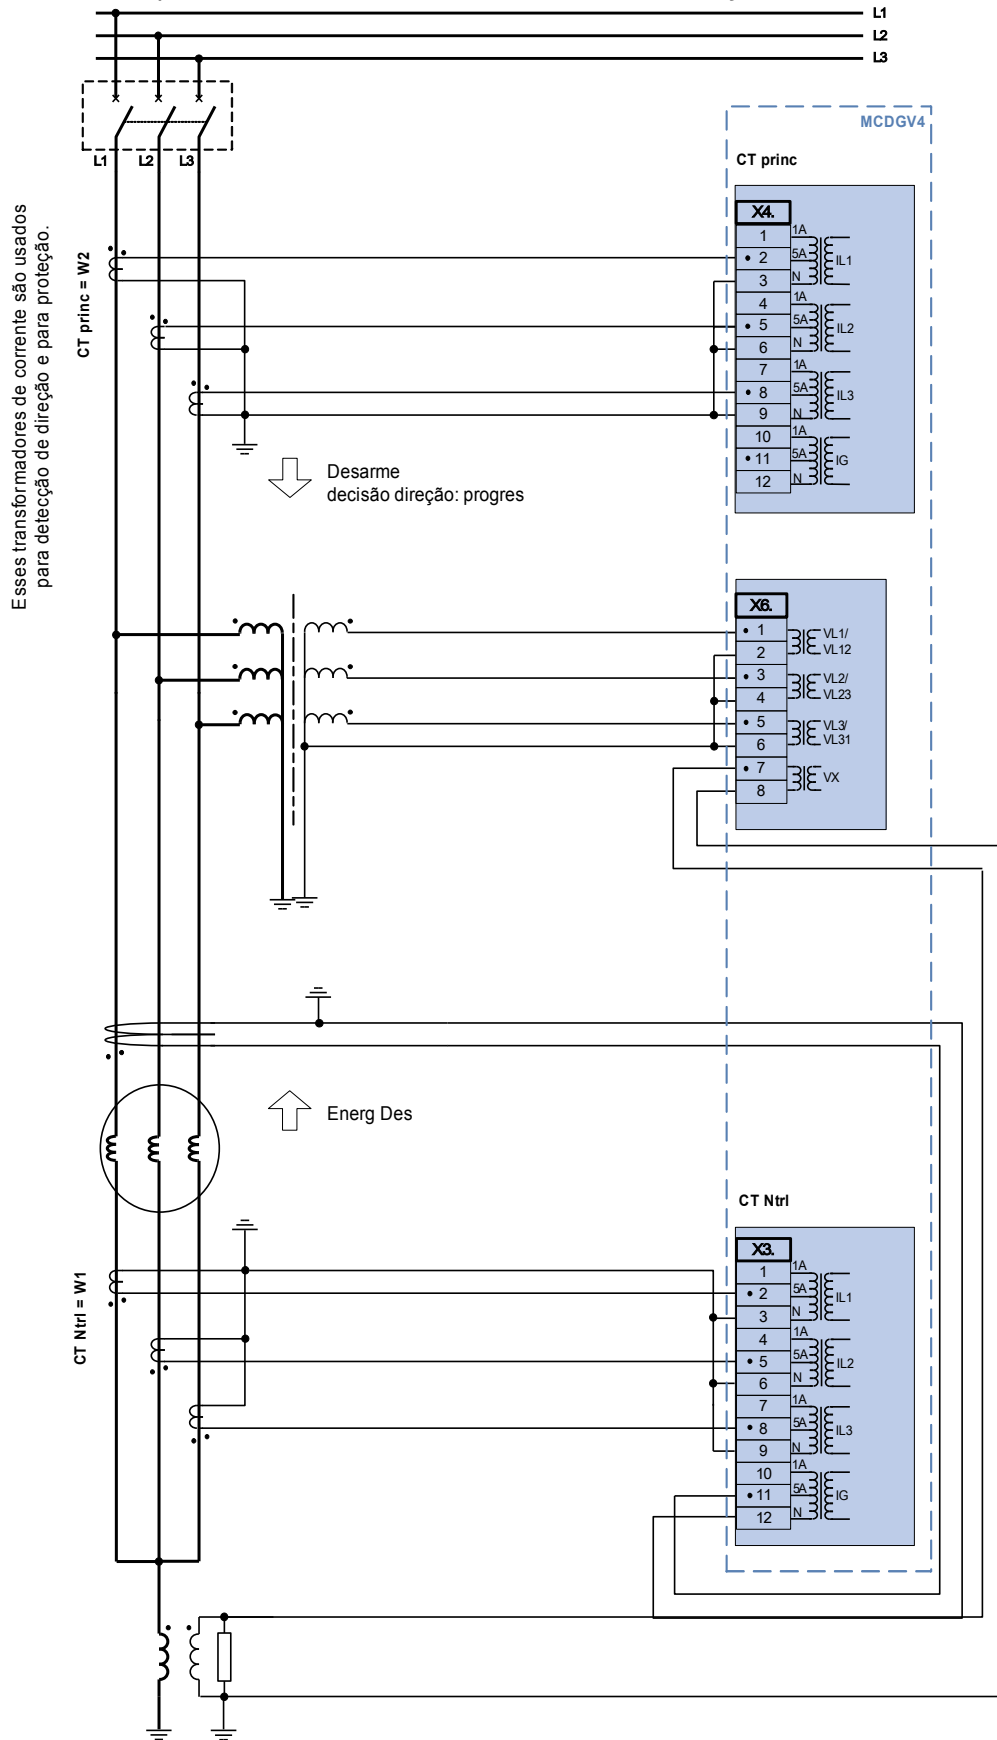 L1
L2
L3
L1
L2
L3
MCDGV4
CT princ
Esses transformadores de corrente são usados
para detecção de direção e para proteção.
CT princ = W2
X4.
1
1A
2
5A
IL1
3
N
4
1A
5
5A
IL2
6
N
7
1A
8
5A
IL3
9
N
10
1A
11
5A
IG
12
N
Desarme
decisão direção: progres
X6.
1
VL1/
2
VL12
3
VL2/
4
VL23
5
VL3/
6
VL31
7
VX
8
Energ Des
CT Ntrl
CT Ntrl = W1
X3.
1
1A
2
5A
IL1
3
N
4
1A
5
5A
IL2
6
N
7
1A
8
5A
IL3
9
N
10
1A
11
5A
IG
12
N